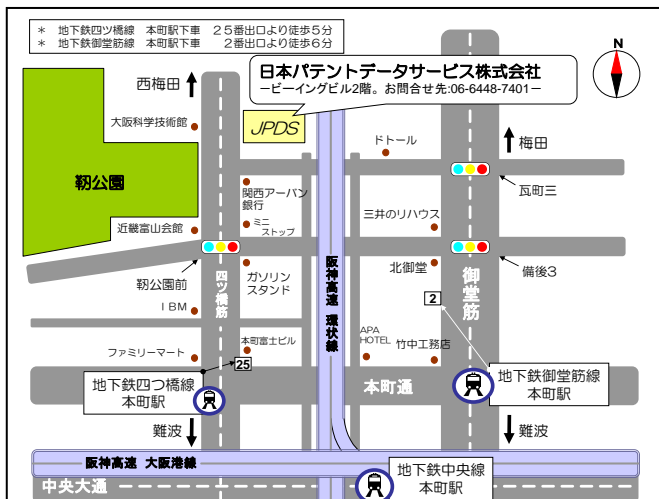 ＊ 地下鉄四ツ橋線 本町駅下車 ２５番出口より徒歩５分
＊ 地下鉄御堂筋線 本町駅下車 ２番出口より徒歩６分
N
日本パテントデータサービス株式会社
－ビーイングビル2階。お問合せ先:06-6448-7401－
西梅田
大阪科学技術館
JPDS
ドトール
梅田
靭公園
関西アーバン
銀行
瓦町三
近畿富山会館
ミニ
ストップ
三井のリハウス
靭公園前
四ツ橋筋
ガソリン
スタンド
阪神高速 環状線
北御堂
御堂筋
備後3
2
ＩＢＭ
本町富士ビル
APA
HOTEL
竹中工務店
ファミリーマート
25
地下鉄四つ橋線
本町駅
本町通
地下鉄御堂筋線
本町駅
難波
難波
阪神高速 大阪港線
中央大通
地下鉄中央線
本町駅